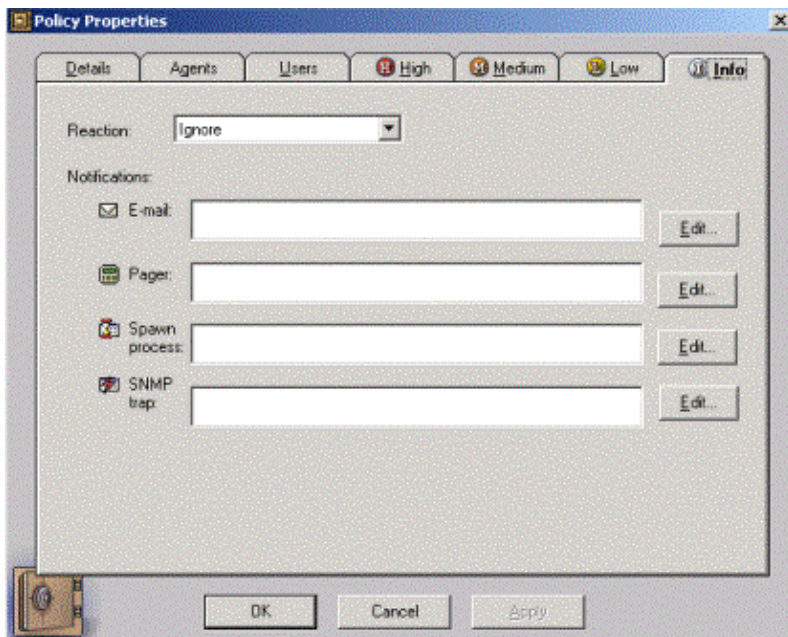 Policy Properties
Details Agents Users High Medium Low Info
Reaction: Ignore
Notifications:
E-mail: Edit...
Pager: Edit...
Spawn
process: Edit...
SNMP
trap: Edit...
OK Cancel Apply